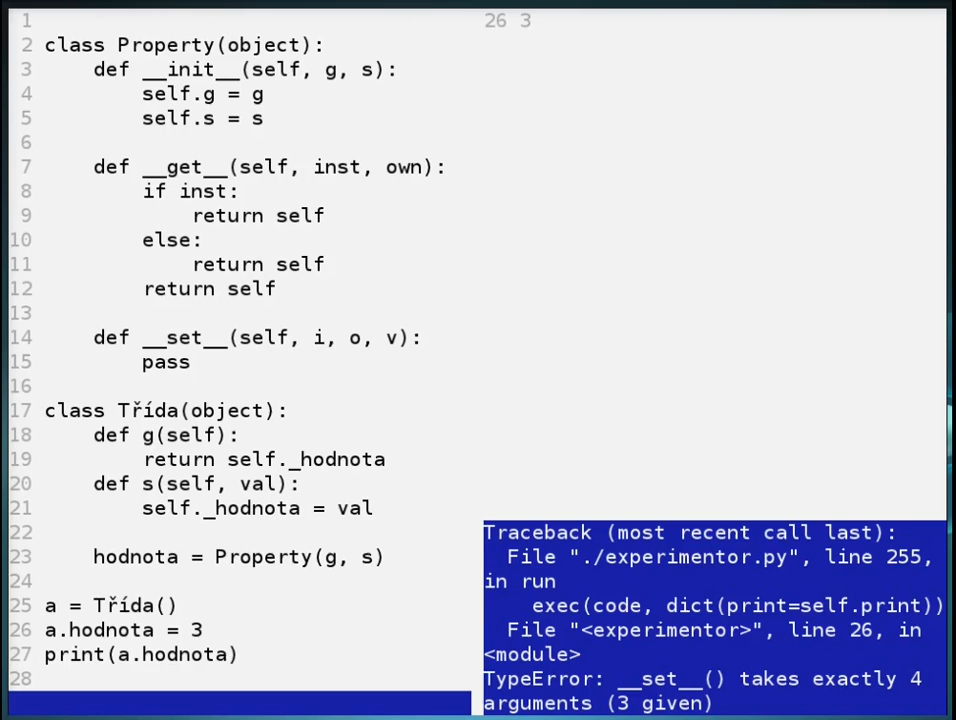 1
2 class Property(object):
3     def __init__(self, g, s):
4         self.g = g
5         self.s = s
6
7     def __get__(self, inst, own):
8         if inst:
9             return self
10         else:
11             return self
12         return self
13
14     def __set__(self, i, o, v):
15         pass
16
17 class Třída(object):
18     def g(self):
19         return self._hodnota
20     def s(self, val):
21         self._hodnota = val
22
23     hodnota = Property(g, s)
24
25 a = Třída()
26 a.hodnota = 3
27 print(a.hodnota)
28
26 3
Traceback (most recent call last):
  File "./experimentor.py", line 255,
in run
    exec(code, dict(print=self.print))
  File "<experimentor>", line 26, in
<module>
TypeError: __set__() takes exactly 4
arguments (3 given)